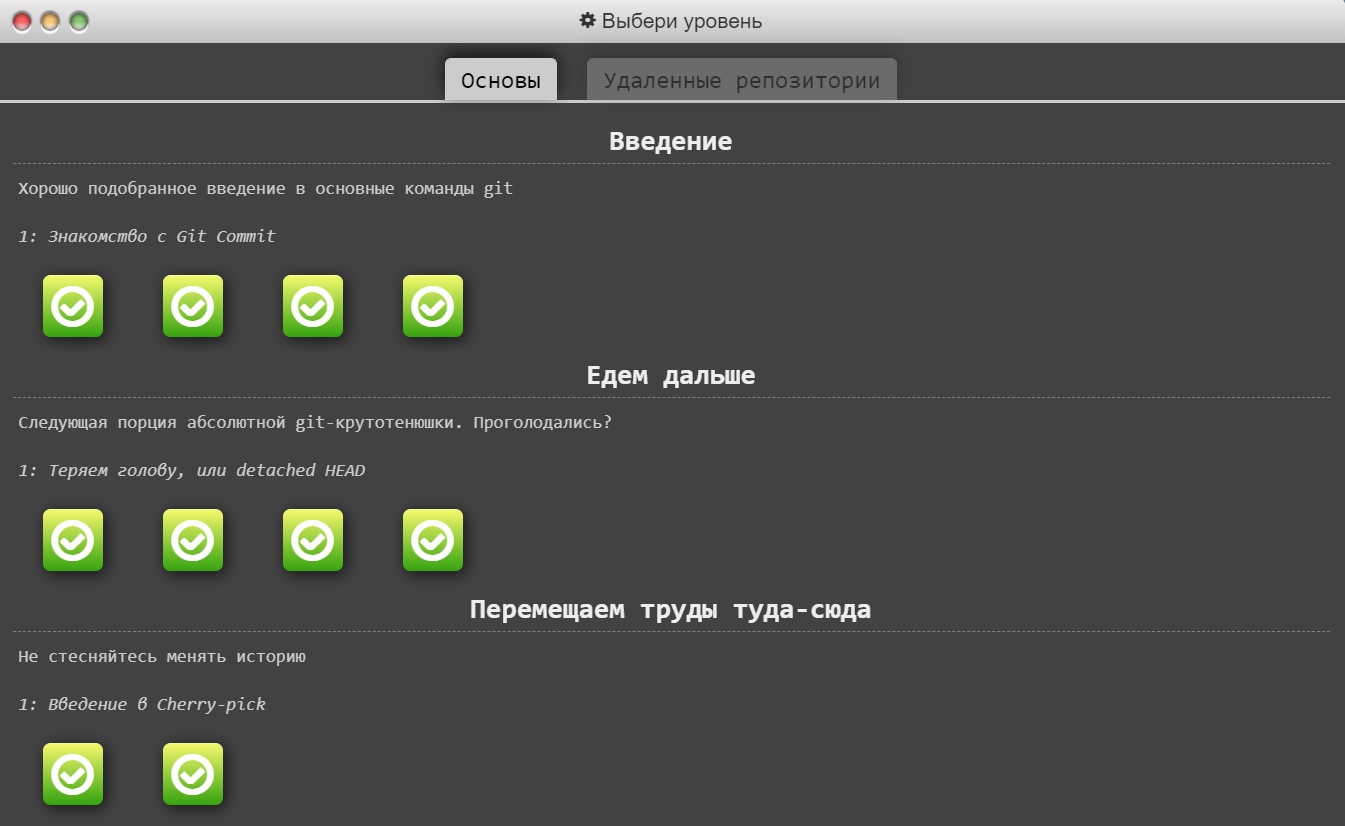 Выбери уровень
Основы
Удаленные репозитории
Введение
Хорошо подобранное введение в основные команды git
1: Знакомство с Git Commit
Едем дальше
Следующая порция абсолютной git-крутотенюшки. Проголодались?
1: Теряем голову, или detached HEAD
Перемещаем труды туда-сюда
Не стесняйтесь менять историю
1: Введение в Cherry-pick